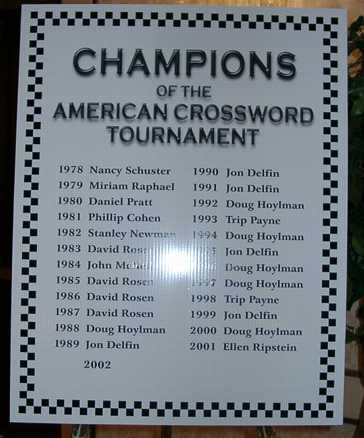 CHAMPIONS
OF THE
AMERICAN CROSSWORD
TOURNAMENT
1978 Nancy Schuster
1979 Miriam Raphael
1980 Daniel Pratt
1981 Phillip Cohen
1982 Stanley Newman
1983 David
1984 John
1985 David Rosen
1986 David Rosen
1987 David Rosen
1988 Doug Hoylman
1989 Jon Delfin
2002
1990 Jon Delfin
1991 Jon Delfin
1992 Doug Hoylman
1993 Trip Payne
1994 Doug Hoylman
Jon Delfin
Doug Hoylman
1997 Doug Hoylman
1998 Trip Payne
1999 Jon Delfin
2000 Doug Hoylman
2001 Ellen Ripstein